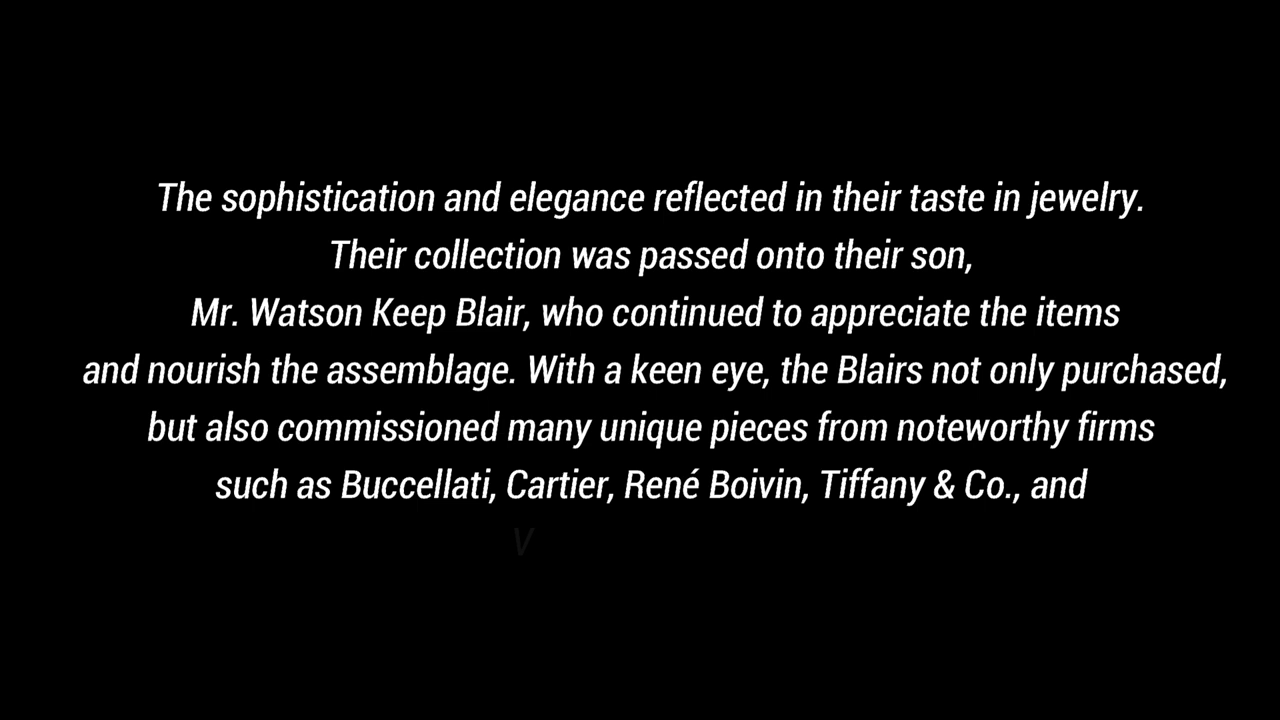 The sophistication and elegance reflected in their taste in jewelry.
Their collection was passed onto their son,
Mr. Watson Keep Blair, who continued to appreciate the items
and nourish the assemblage. With a keen eye, the Blairs not only purchased,
but also commissioned many unique pieces from noteworthy firms
such as Buccellati, Cartier, René Boivin, Tiffany & Co., and
V